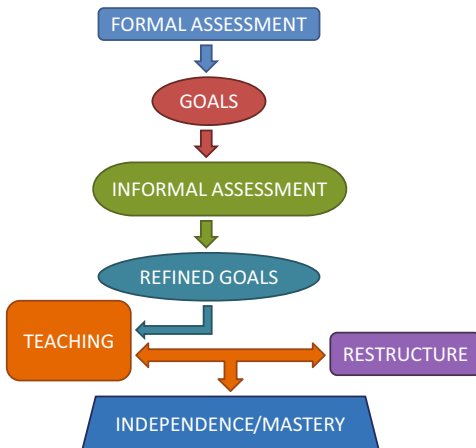 FORMAL ASSESSMENT
GOALS
INFORMAL ASSESSMENT
REFINED GOALS
TEACHING
RESTRUCTURE
INDEPENDENCE/MASTERY